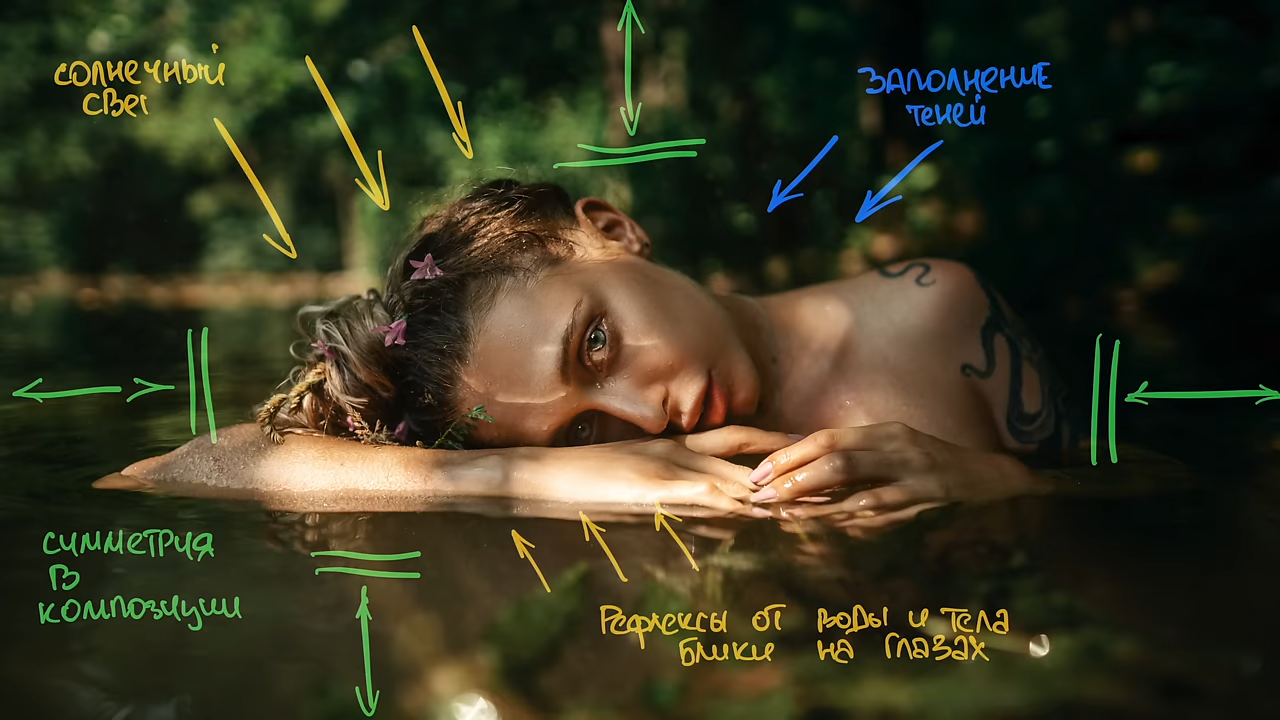 СОЛНЕЧНЫЙ
СВЕТ
ЗАПОЛНЕНИЕ
ТЕНЕЙ
СИММЕТРИЯ
В
КОМПОЗИЦИИ
РЕФЛЕКСЫ ОТ ВОДЫ И ТЕЛА
БЛИКИ НА ГЛАЗАХ